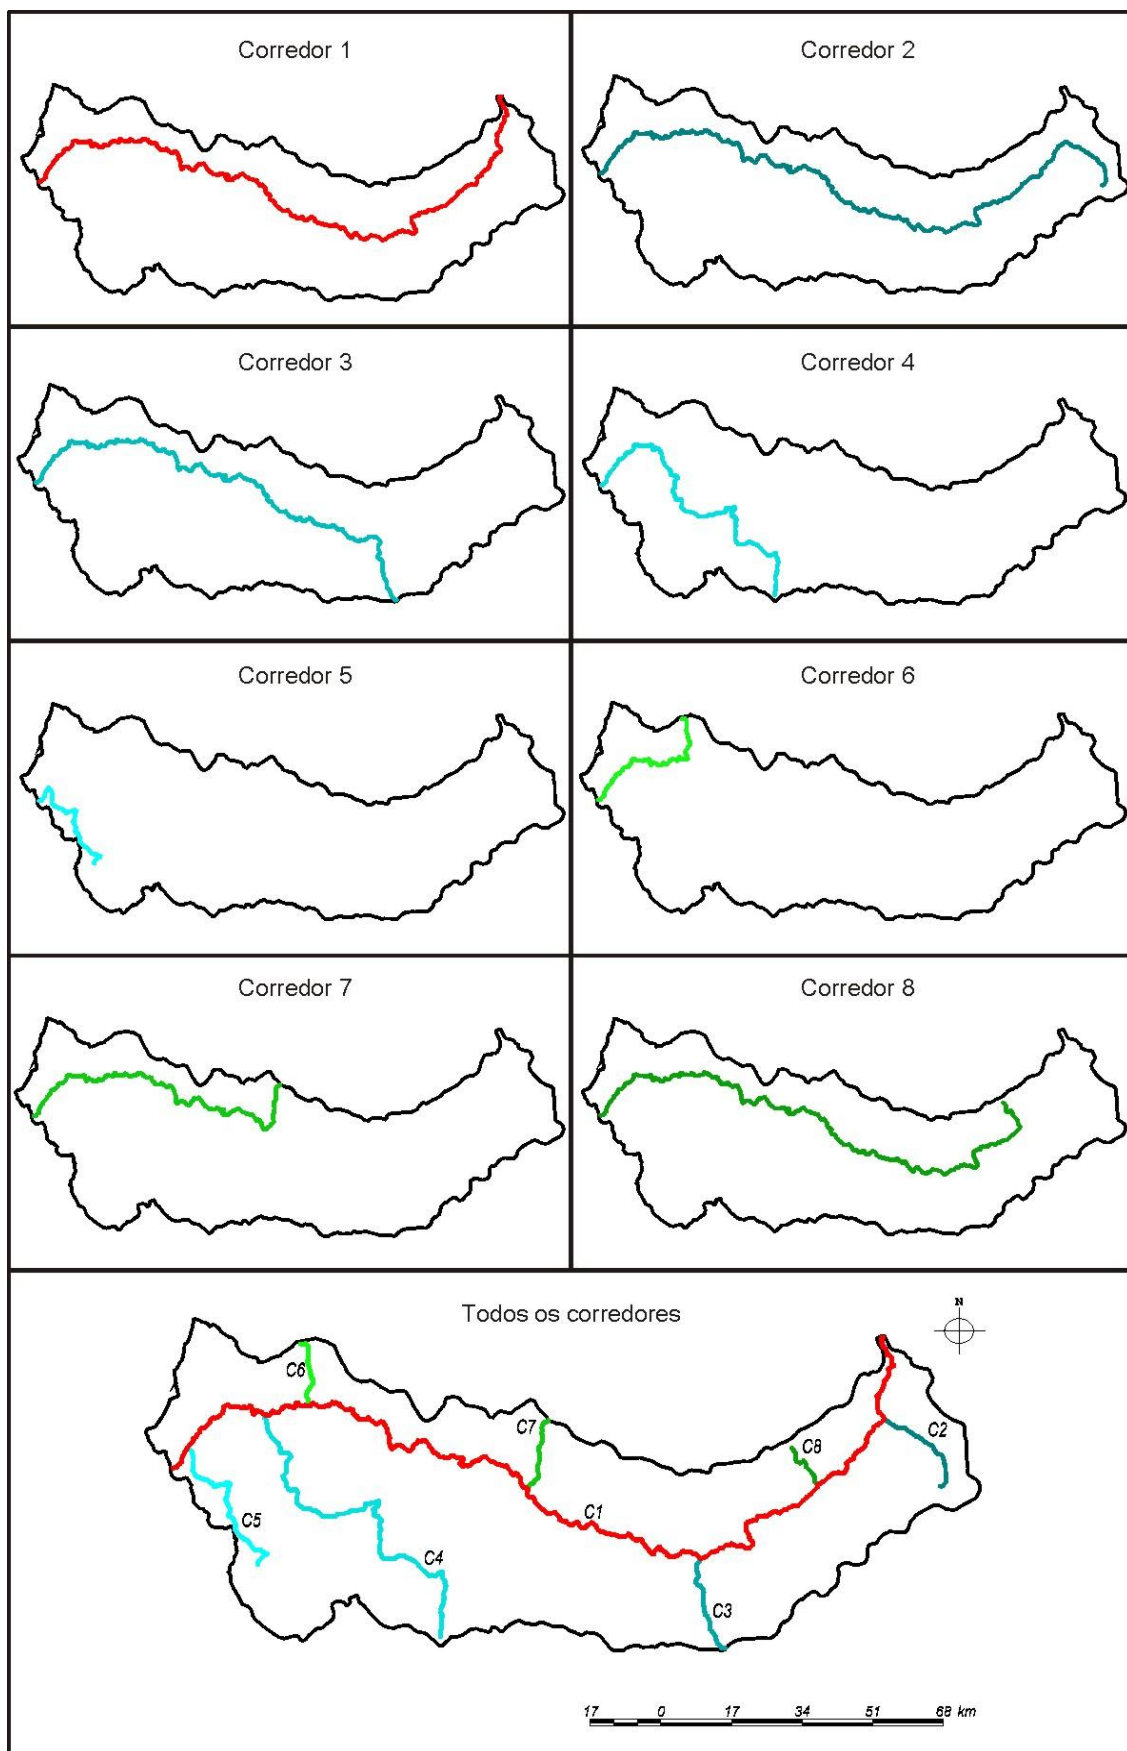 Corredor 1
Corredor 2
Corredor 3
Corredor 4
Corredor 5
Corredor 6
Corredor 7
Corredor 8
Todos os corredores
N
C6
C7
C2
C8
C5
C1
C4
C3
17 0 17 34 51 68 km